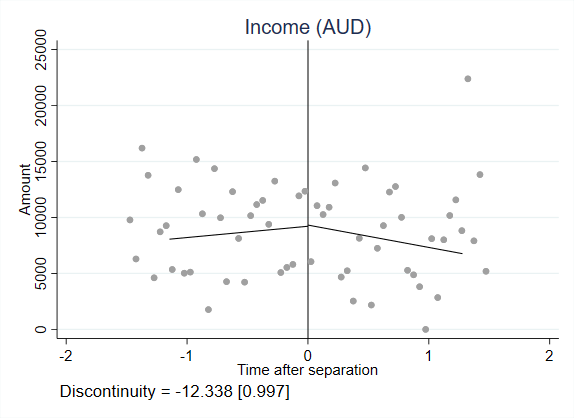 Income (AUD)
25000
20000
15000
10000
5000
0
Amount
-2 -1 0 1 2
Time after separation
Discontinuity = -12.338 [0.997]